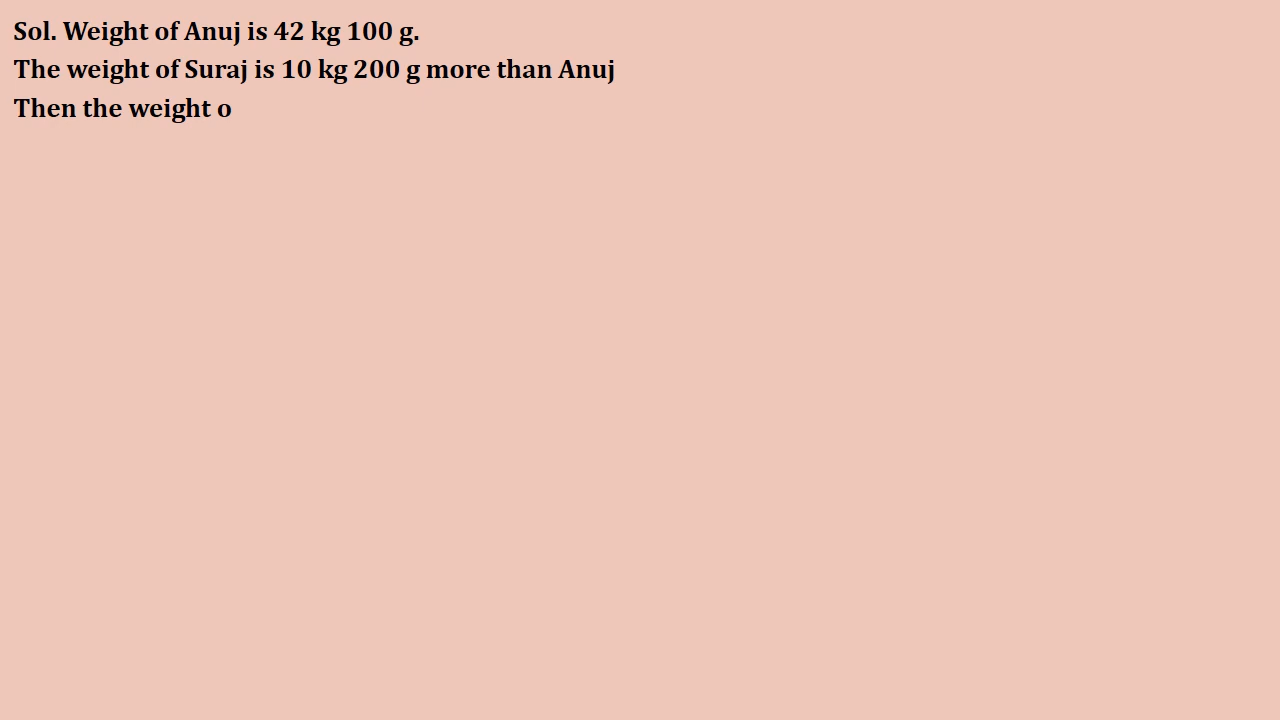 Sol. Weight of Anuj is 42 kg 100 g.
The weight of Suraj is 10 kg 200 g more than Anuj
Then the weight o